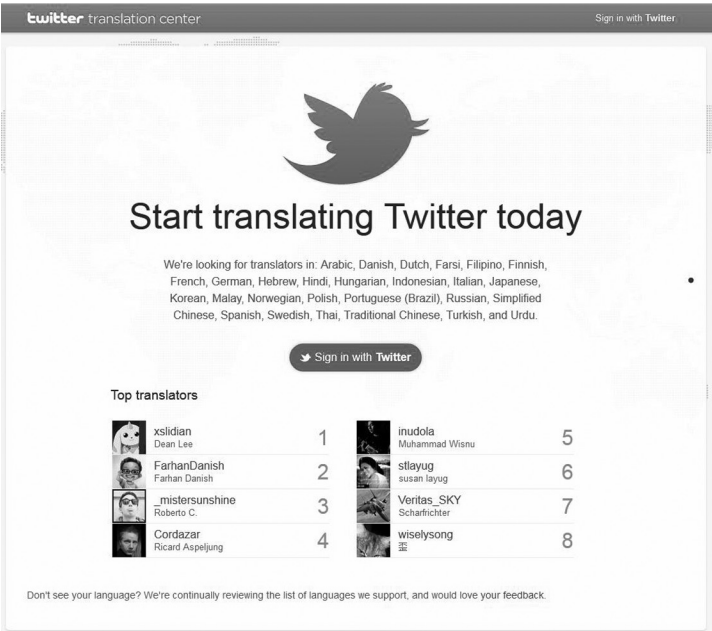 twitter translation center
Sign in with Twitter
Start translating Twitter today
We're looking for translators in: Arabic, Danish, Dutch, Farsi, Filipino, Finnish,
French, German, Hebrew, Hindi, Hungarian, Indonesian, Italian, Japanese,
Korean, Malay, Norwegian, Polish, Portuguese (Brazil), Russian, Simplified
Chinese, Spanish, Swedish, Thai, Traditional Chinese, Turkish, and Urdu.
Sign in with Twitter
Top translators
xslidian
Dean Lee
1
FarhanDanish
Farhan Danish
2
_mistersunshine
Roberto C.
3
Cordazar
Ricard Aspeljung
4
inudola
Muhammad Wisnu
5
stlayug
susan layug
6
Veritas_SKY
Scharfrichter
7
wiselysong
8
Don't see your language? We're continually reviewing the list of languages we support, and would love your feedback.